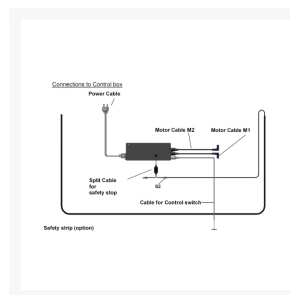 Connections to Control box
Power Cable
Motor Cable M2
Motor Cable M1
Split Cable
for
safety stop
S2
Cable for Control switch
Safety strip (option)